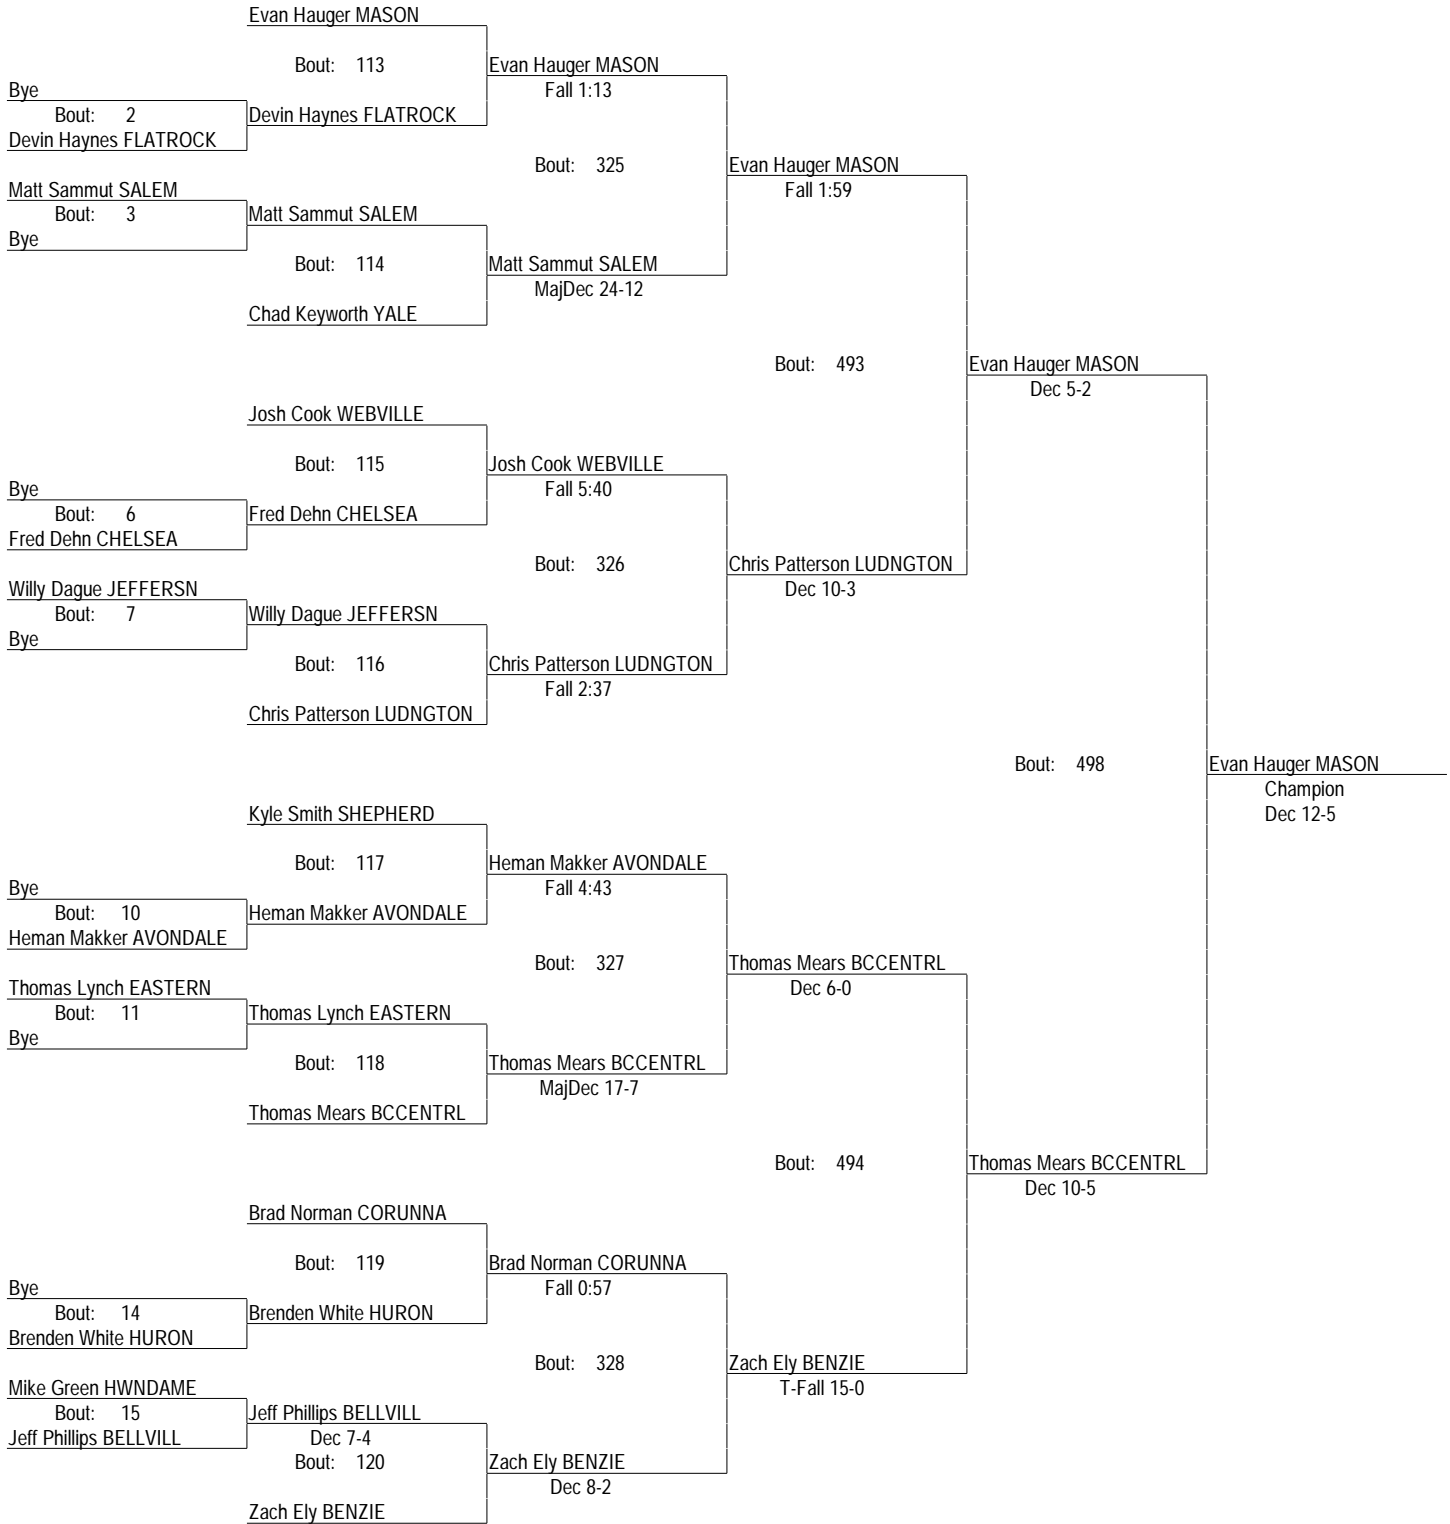 Evan Hauger MASON
Bout: 113
Evan Hauger MASON
Bye
Fall 1:13
Bout: 2
Devin Haynes FLATROCK
Devin Haynes FLATROCK
Bout: 325
Evan Hauger MASON
Matt Sammut SALEM
Fall 1:59
Bout: 3
Matt Sammut SALEM
Bye
Bout: 114
Matt Sammut SALEM
MajDec 24-12
Chad Keyworth YALE
Bout: 493
Evan Hauger MASON
Dec 5-2
Josh Cook WEBVILLE
Bout: 115
Josh Cook WEBVILLE
Bye
Fall 5:40
Bout: 6
Fred Dehn CHELSEA
Fred Dehn CHELSEA
Bout: 326
Chris Patterson LUDNGTON
Willy Dague JEFFERSN
Dec 10-3
Bout: 7
Willy Dague JEFFERSN
Bye
Bout: 116
Chris Patterson LUDNGTON
Fall 2:37
Chris Patterson LUDNGTON
Bout: 498
Evan Hauger MASON
Champion
Kyle Smith SHEPHERD
Dec 12-5
Bout: 117
Heman Makker AVONDALE
Bye
Fall 4:43
Bout: 10
Heman Makker AVONDALE
Heman Makker AVONDALE
Bout: 327
Thomas Mears BCCENTRL
Thomas Lynch EASTERN
Dec 6-0
Bout: 11
Thomas Lynch EASTERN
Bye
Bout: 118
Thomas Mears BCCENTRL
MajDec 17-7
Thomas Mears BCCENTRL
Bout: 494
Thomas Mears BCCENTRL
Dec 10-5
Brad Norman CORUNNA
Bout: 119
Brad Norman CORUNNA
Bye
Fall 0:57
Bout: 14
Brenden White HURON
Brenden White HURON
Bout: 328
Zach Ely BENZIE
Mike Green HWNDAME
T-Fall 15-0
Bout: 15
Jeff Phillips BELLVILL
Jeff Phillips BELLVILL
Dec 7-4
Bout: 120
Zach Ely BENZIE
Dec 8-2
Zach Ely BENZIE